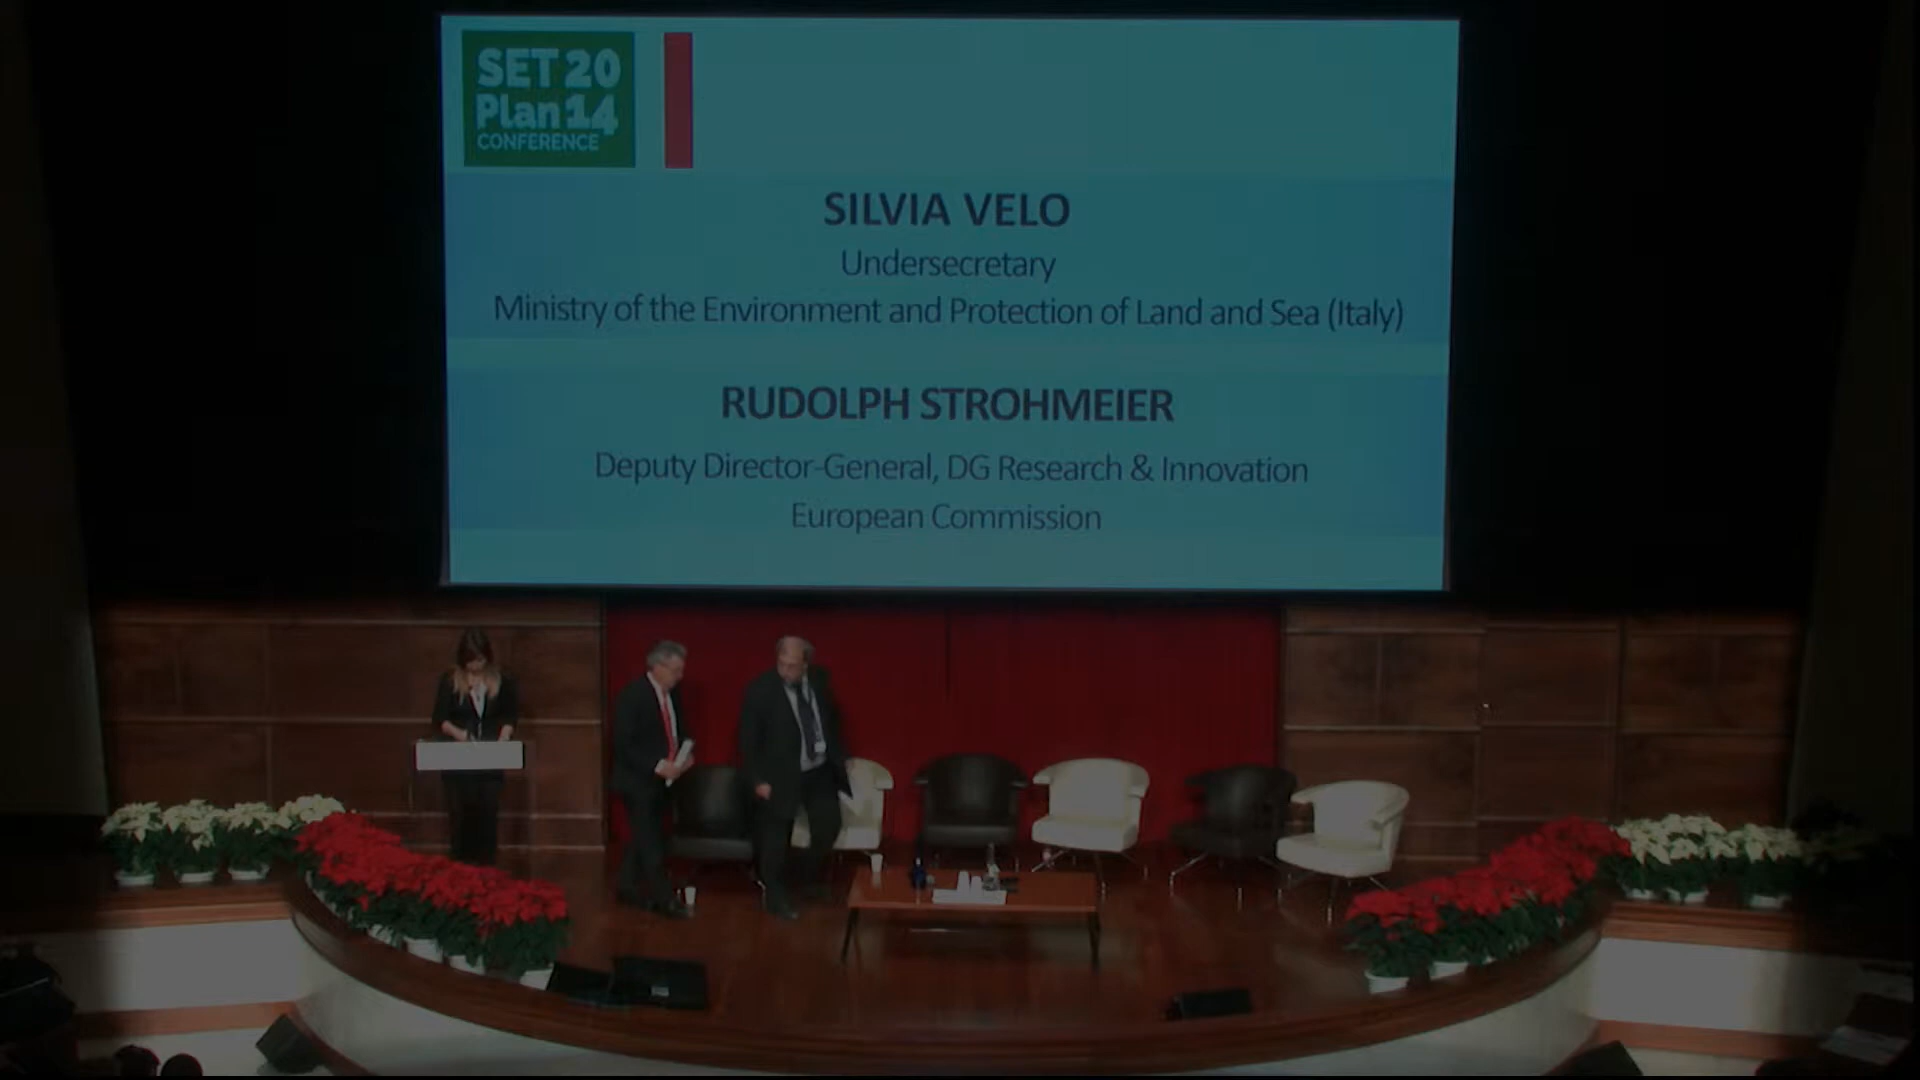 SET 20
Plan 14
CONFERENCE
SILVIA VELO
Undersecretary
Ministry of the Environment and Protection of Land and Sea (Italy)
RUDOLPH STROHMEIER
Deputy Director-General, DG Research & Innovation
European Commission